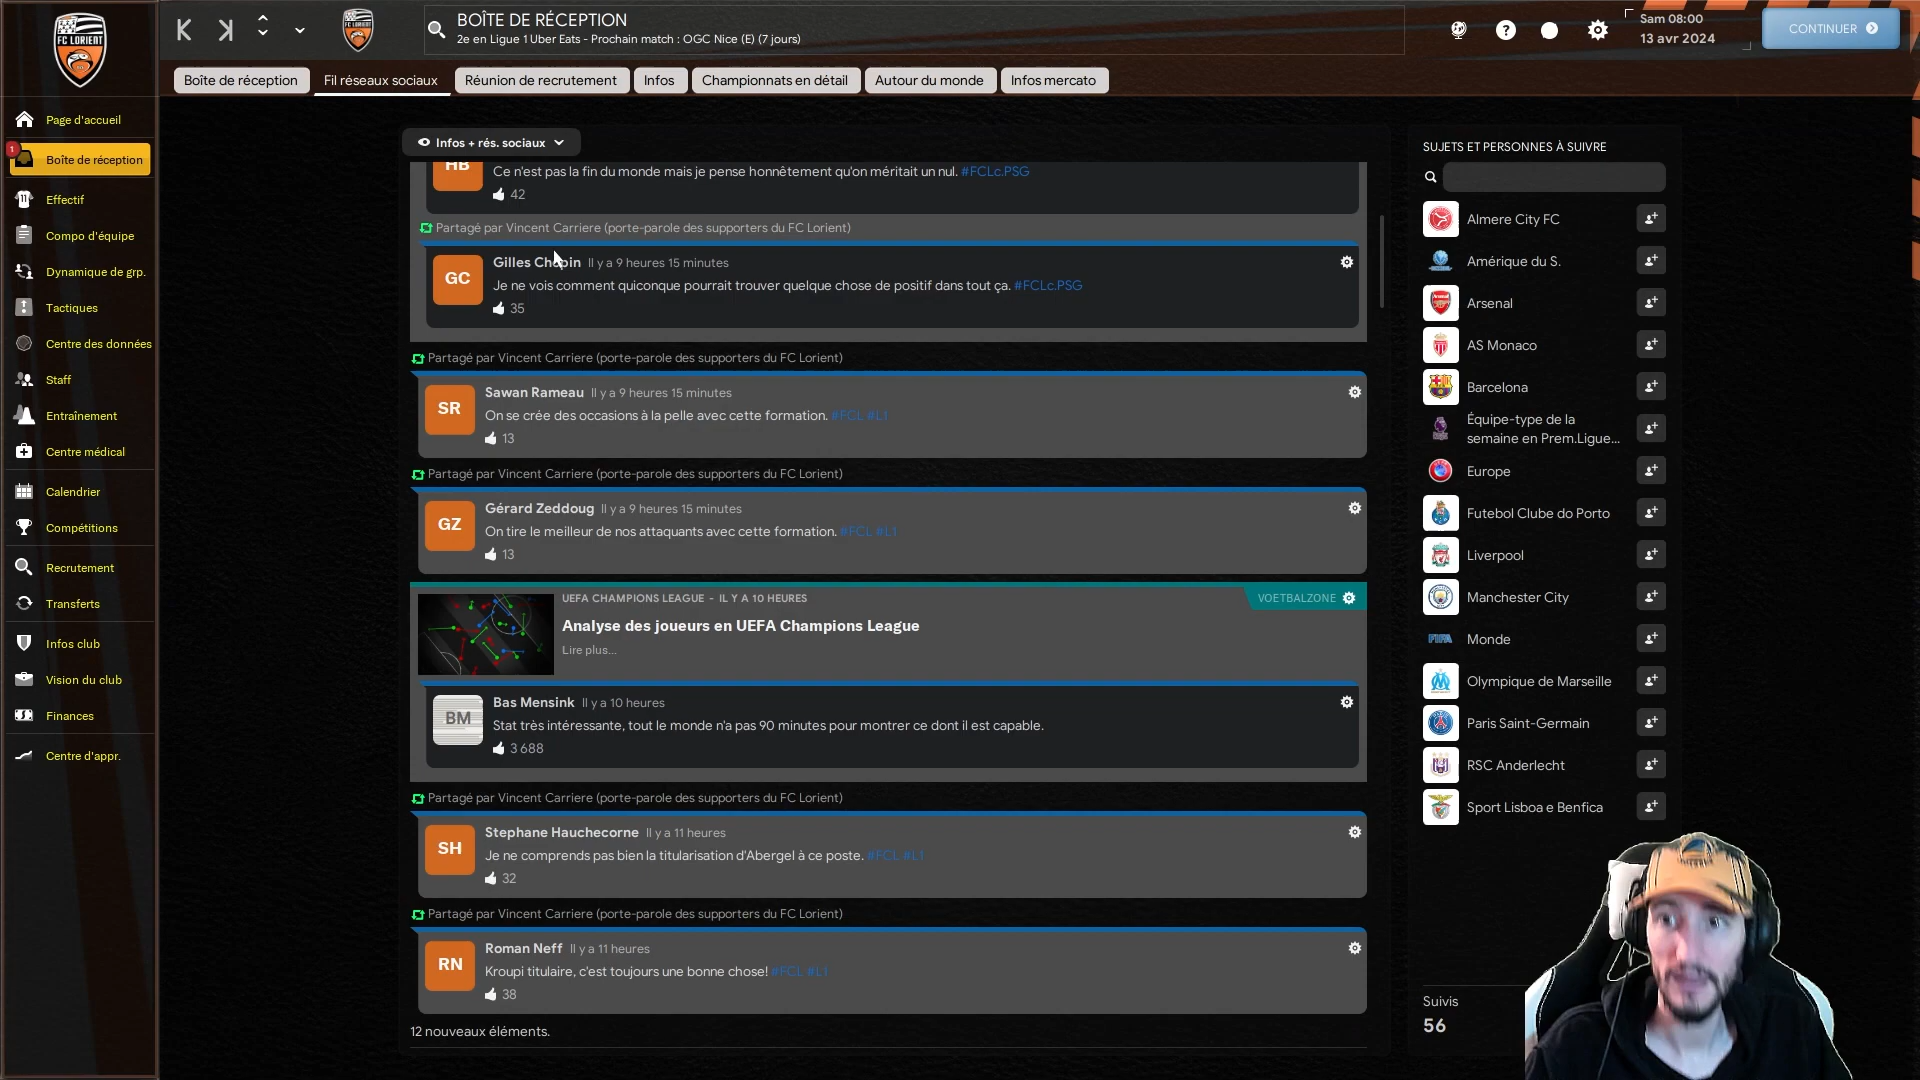 FC LORIENT
BOÎTE DE RÉCEPTION
2e en Ligue 1 Uber Eats - Prochain match : OGC Nice (E) (7 jours)
Sam 08:00
13 avr 2024
CONTINUER
Boîte de réception
Fil réseaux sociaux
Réunion de recrutement
Infos
Championnats en détail
Autour du monde
Infos mercato
Page d'accueil
1
Boîte de réception
Effectif
Compo d'équipe
Dynamique de grp.
Tactiques
Centre des données
Staff
Entraînement
Centre médical
Calendrier
Compétitions
Recrutement
Transferts
Infos club
Vision du club
Finances
Centre d'appr.
Infos + rés. sociaux
HB
Ce n'est pas la fin du monde mais je pense honnêtement qu'on méritait un nul. #FCLc.PSG
42
Partagé par Vincent Carriere (porte-parole des supporters du FC Lorient)
GC
Gilles Chopin Il y a 9 heures 15 minutes
Je ne vois comment quiconque pourrait trouver quelque chose de positif dans tout ça. #FCLc.PSG
35
Partagé par Vincent Carriere (porte-parole des supporters du FC Lorient)
SR
Sawan Rameau Il y a 9 heures 15 minutes
On se crée des occasions à la pelle avec cette formation. #FCL #L1
13
Partagé par Vincent Carriere (porte-parole des supporters du FC Lorient)
GZ
Gérard Zeddoug Il y a 9 heures 15 minutes
On tire le meilleur de nos attaquants avec cette formation. #FCL #L1
13
UEFA CHAMPIONS LEAGUE - IL Y A 10 HEURES
VOETBALZONE
Analyse des joueurs en UEFA Champions League
Lire plus...
BM
Bas Mensink Il y a 10 heures
Stat très intéressante, tout le monde n'a pas 90 minutes pour montrer ce dont il est capable.
3 688
Partagé par Vincent Carriere (porte-parole des supporters du FC Lorient)
SH
Stephane Hauchecorne Il y a 11 heures
Je ne comprends pas bien la titularisation d'Abergel à ce poste. #FCL #L1
32
Partagé par Vincent Carriere (porte-parole des supporters du FC Lorient)
RN
Roman Neff Il y a 11 heures
Kroupi titulaire, c'est toujours une bonne chose! #FCL #L1
38
12 nouveaux éléments.
SUJETS ET PERSONNES À SUIVRE
Almere City FC
Amérique du S.
Arsenal
AS Monaco
Barcelona
Équipe-type de la
semaine en Prem.Ligue...
Europe
Futebol Clube do Porto
Liverpool
Manchester City
FIFA
Monde
Olympique de Marseille
Paris Saint-Germain
RSC Anderlecht
Sport Lisboa e Benfica
Suivis
56